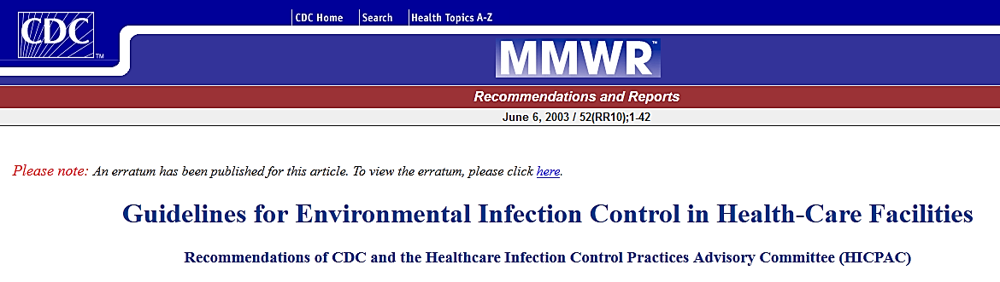 CDC Home Search Health Topics A-Z
CDC™
MMWR™
Recommendations and Reports
June 6, 2003 / 52(RR10);1-42
Please note: An erratum has been published for this article. To view the erratum, please click here.
Guidelines for Environmental Infection Control in Health-Care Facilities
Recommendations of CDC and the Healthcare Infection Control Practices Advisory Committee (HICPAC)